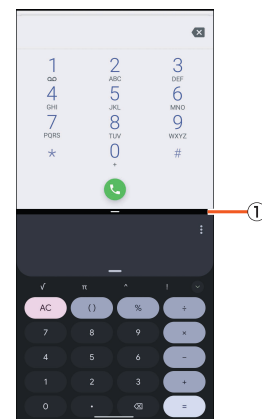 1 2 3
ABC DEF
4 5 6
GHI JKL MNO
7 8 9
PQRS TUV WXYZ
* 0 #
+
①
√ π ^ !
AC ( ) % ÷
7 8 9 ×
4 5 6 −
1 2 3 +
0 . =